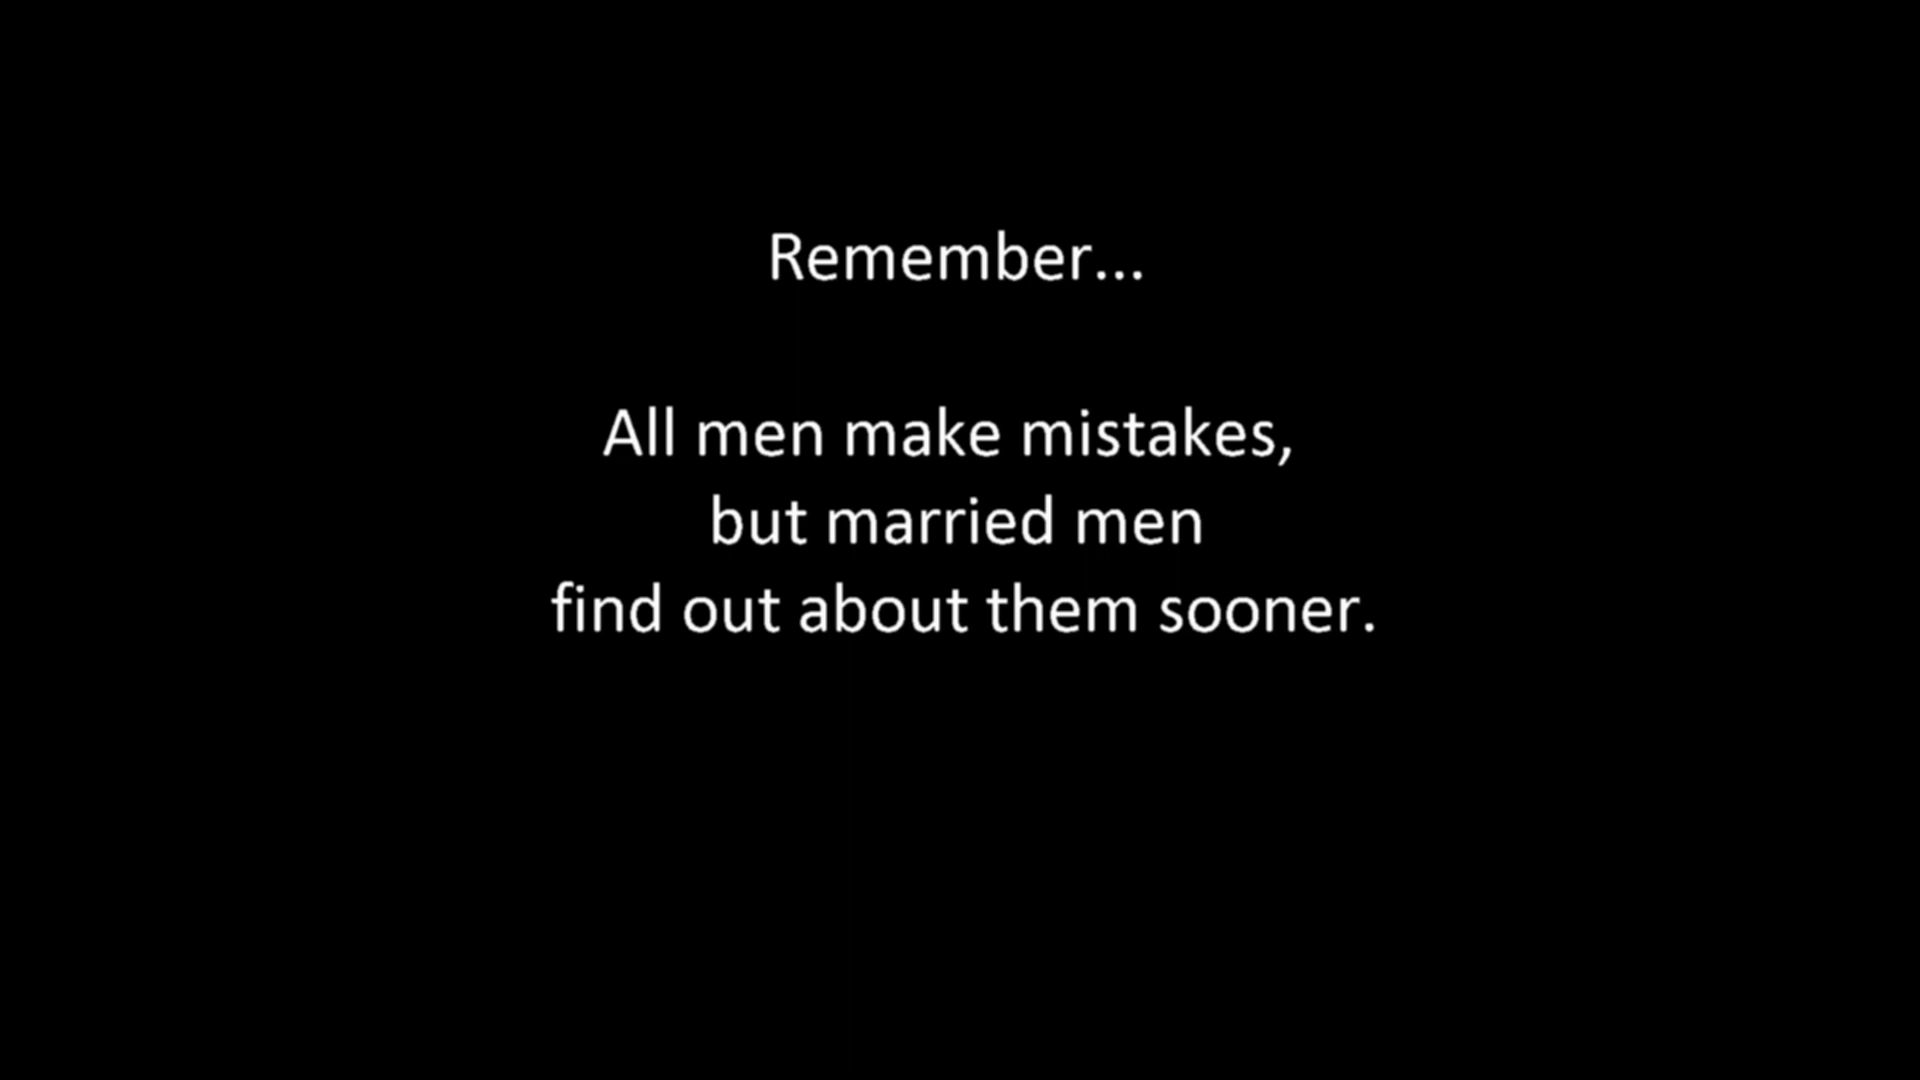 Remember...
All men make mistakes,
but married men
find out about them sooner.